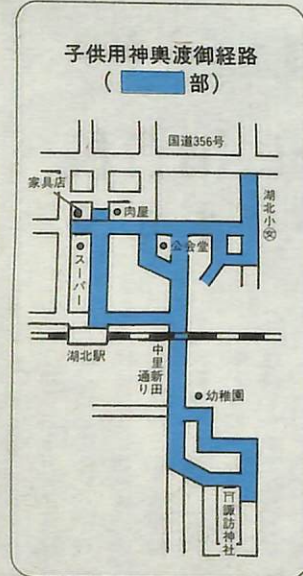 子供用神輿渡御経路
(　　部)
国道356号
家具店
肉屋
湖北小
公会堂
スーパー
湖北駅
中里新田
通り
幼稚園
諏訪神社